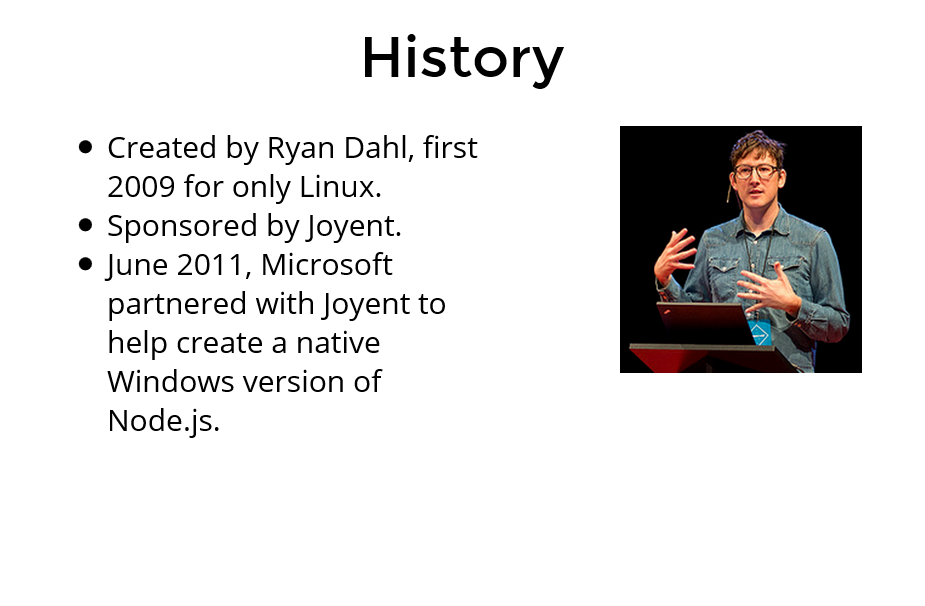 History
Created by Ryan Dahl, first
2009 for only Linux.
Sponsored by Joyent.
June 2011, Microsoft
partnered with Joyent to
help create a native
Windows version of
Node.js.